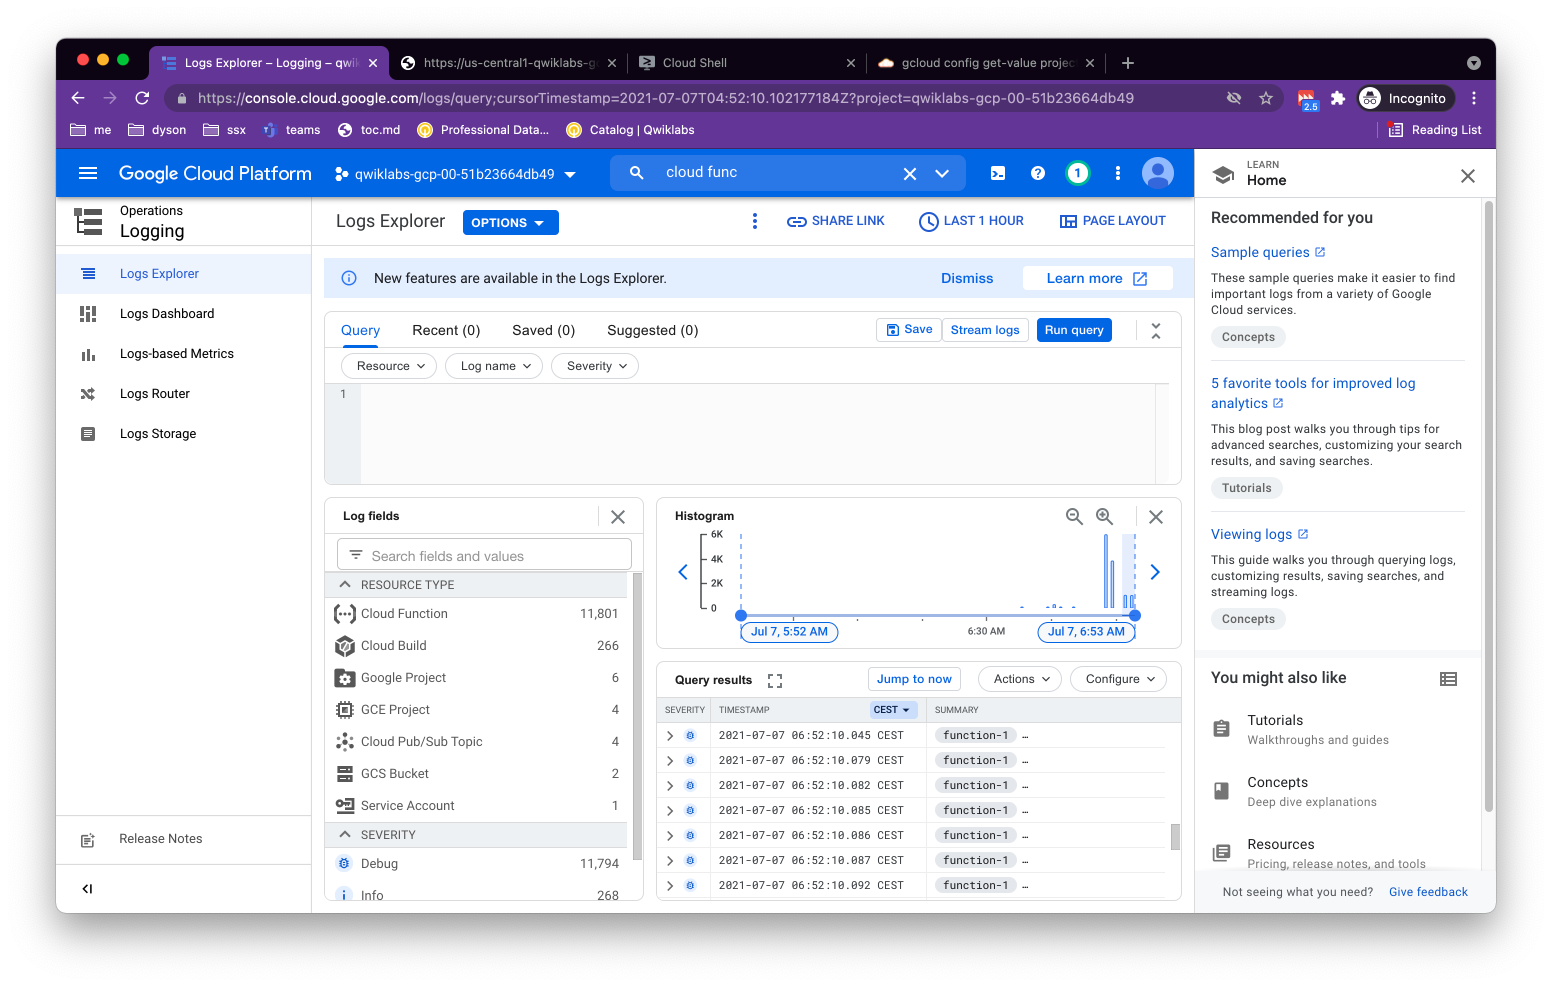 Logs Explorer – Logging – qwik
https://us-central1-qwiklabs-g
Cloud Shell
gcloud config get-value projec
https://console.cloud.google.com/logs/query;cursorTimestamp=2021-07-07T04:52:10.102177184Z?project=qwiklabs-gcp-00-51b23664db49
2.5
Incognito
me
dyson
ssx
teams
toc.md
Professional Data...
Catalog | Qwiklabs
Reading List
Google Cloud Platform
qwiklabs-gcp-00-51b23664db49
cloud func
1
LEARN
Home
Operations
Logging
Logs Explorer
OPTIONS
SHARE LINK
LAST 1 HOUR
PAGE LAYOUT
Logs Explorer
Logs Dashboard
Logs-based Metrics
Logs Router
Logs Storage
Release Notes
New features are available in the Logs Explorer.
Dismiss
Learn more
Query
Recent (0)
Saved (0)
Suggested (0)
Save
Stream logs
Run query
Resource
Log name
Severity
1
Log fields
Search fields and values
RESOURCE TYPE
Cloud Function 11,801
Cloud Build 266
Google Project 6
GCE Project 4
Cloud Pub/Sub Topic 4
GCS Bucket 2
Service Account 1
SEVERITY
Debug 11,794
Info 268
Histogram
6K
4K
2K
0
Jul 7, 5:52 AM
6:30 AM
Jul 7, 6:53 AM
Query results
Jump to now
Actions
Configure
SEVERITY TIMESTAMP CEST SUMMARY
2021-07-07 06:52:10.045 CEST function-1 …
2021-07-07 06:52:10.079 CEST function-1 …
2021-07-07 06:52:10.082 CEST function-1 …
2021-07-07 06:52:10.085 CEST function-1 …
2021-07-07 06:52:10.086 CEST function-1 …
2021-07-07 06:52:10.087 CEST function-1 …
2021-07-07 06:52:10.092 CEST function-1 …
Recommended for you
Sample queries
These sample queries make it easier to find
important logs from a variety of Google
Cloud services.
Concepts
5 favorite tools for improved log
analytics
This blog post walks you through tips for
advanced searches, customizing your search
results, and saving searches.
Tutorials
Viewing logs
This guide walks you through querying logs,
customizing results, saving searches, and
streaming logs.
Concepts
You might also like
Tutorials
Walkthroughs and guides
Concepts
Deep dive explanations
Resources
Pricing, release notes, and tools
Not seeing what you need? Give feedback